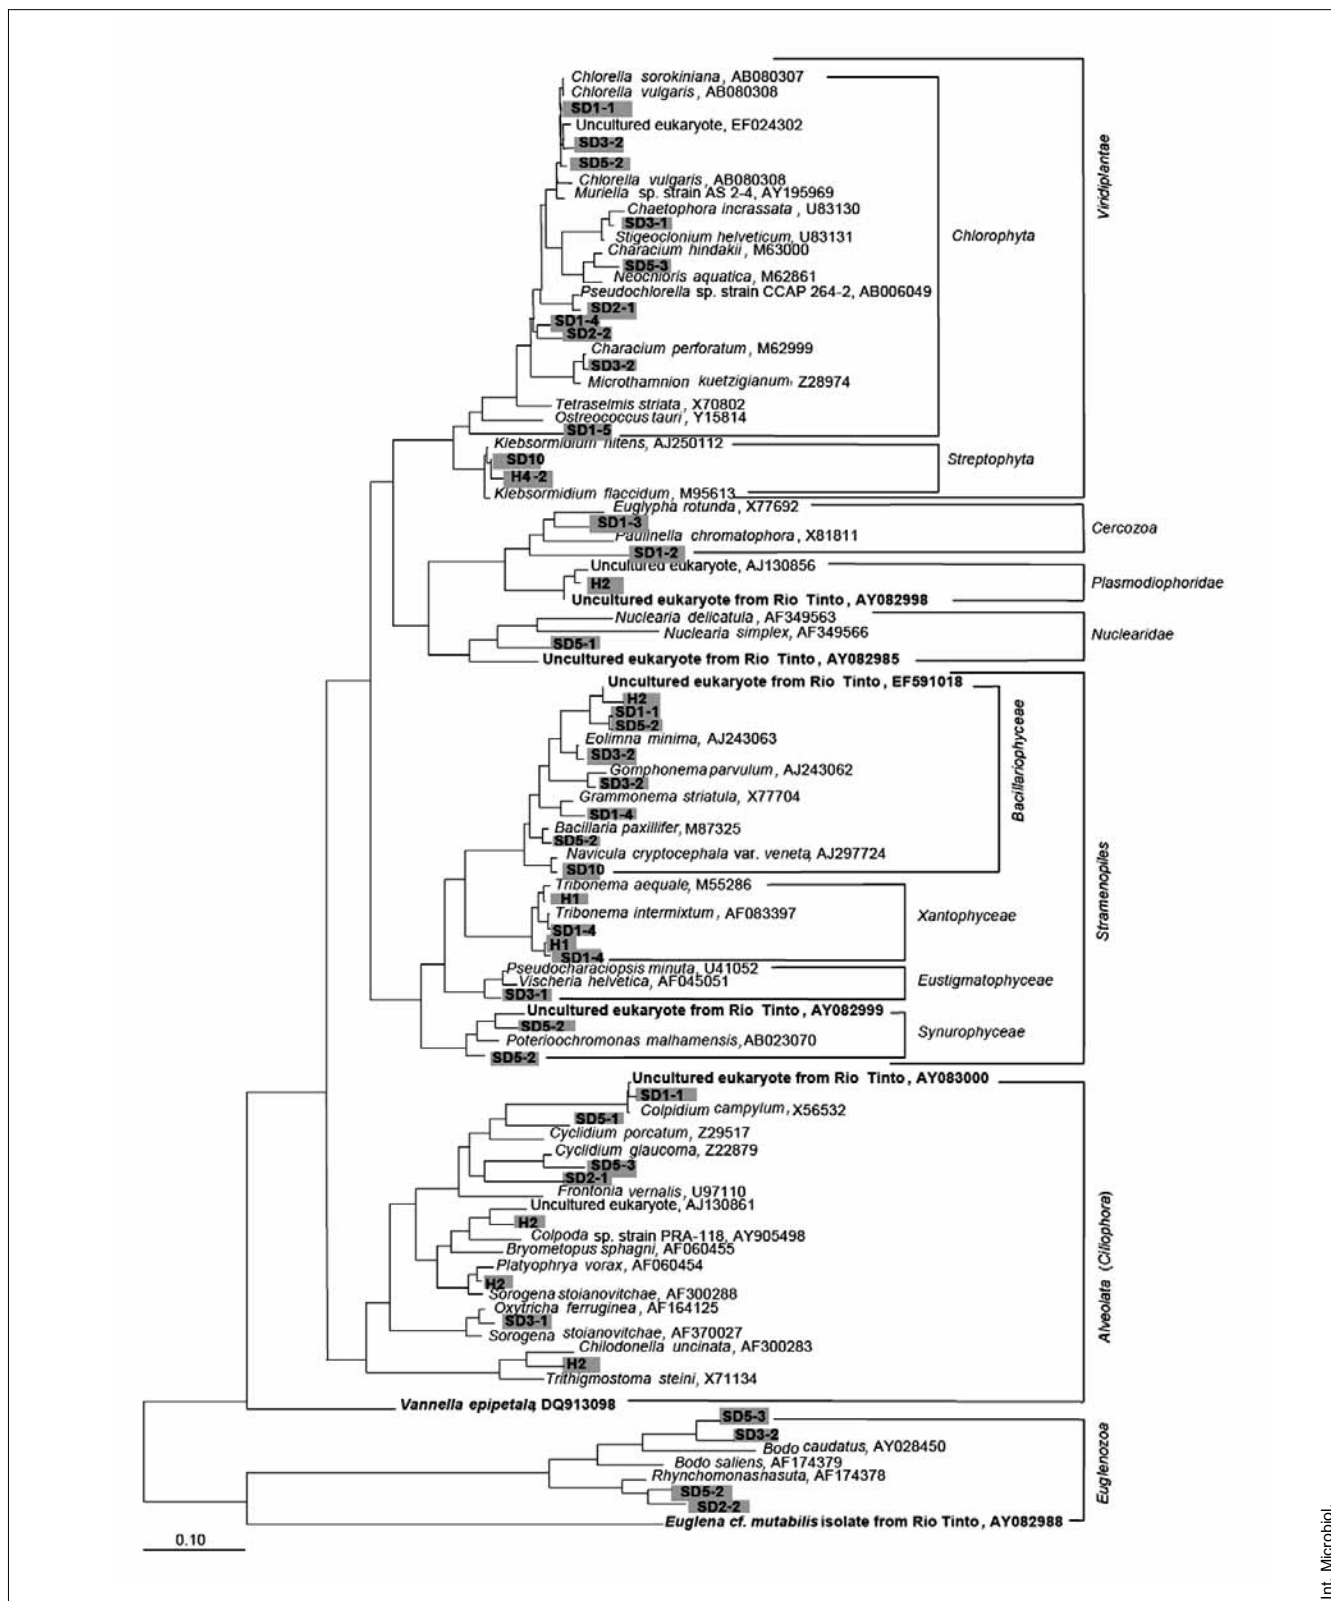 Chlorella sorokiniana, AB080307
Chlorella vulgaris, AB080308
SD1-1
Uncultured eukaryote, EF024302
SD3-2
SD5-2
Chlorella vulgaris, AB080308
Muriella sp. strain AS 2-4, AY195969
Chaetophora incrassata, U83130
SD3-1
Stigeoclonium helveticum, U83131
Characium hindakii, M63000
SD5-3
Neochloris aquatica, M62861
Pseudochlorella sp. strain CCAP 264-2, AB006049
SD2-1
SD1-4
SD2-2
Characium perforatum, M62999
SD3-2
Microthamnion kuetzigianum, Z28974
Tetraselmis striata, X70802
Ostreococcus tauri, Y15814
SD1-5
Chlorophyta
Klebsormidium nitens, AJ250112
SD10
H4-2
Klebsormidium flaccidum, M95613
Streptophyta
Viridiplantae
Euglypha rotunda, X77692
SD1-3
Paulinella chromatophora, X81811
SD1-2
Cercozoa
Uncultured eukaryote, AJ130856
H2
Uncultured eukaryote from Rio Tinto, AY082998
Plasmodiophoridae
Nuclearia delicatula, AF349563
Nuclearia simplex, AF349566
SD5-1
Uncultured eukaryote from Rio Tinto, AY082985
Nuclearidae
Uncultured eukaryote from Rio Tinto, EF591018
H2
SD1-1
SD5-2
Eolimna minima, AJ243063
SD3-2
Gomphonema parvulum, AJ243062
SD3-2
Grammonema striatula, X77704
SD1-4
Bacillaria paxillifer, M87325
SD5-2
Navicula cryptocephala var. veneta, AJ297724
SD10
Bacillariophyceae
Tribonema aequale, M55286
H1
Tribonema intermixtum, AF083397
SD1-4
H1
SD1-4
Xantophyceae
Pseudocharaciopsis minuta, U41052
Vischeria helvetica, AF045051
SD3-1
Eustigmatophyceae
Uncultured eukaryote from Rio Tinto, AY082999
SD5-2
Poterioochromonas malhamensis, AB023070
SD5-2
Synurophyceae
Stramenopiles
Uncultured eukaryote from Rio Tinto, AY083000
SD1-1
Colpidium campylum, X56532
SD5-1
Cyclidium porcatum, Z29517
Cyclidium glaucoma, Z22879
SD5-3
SD2-1
Frontonia vernalis, U97110
Uncultured eukaryote, AJ130861
H2
Colpoda sp. strain PRA-118, AY905498
Bryometopus sphagni, AF060455
Platyophrya vorax, AF060454
H2
Sorogena stoianovitchae, AF300288
Oxytricha ferruginea, AF164125
SD3-1
Sorogena stoianovitchae, AF370027
Chilodonella uncinata, AF300283
H2
Trithigmostoma steini, X71134
Alveolata (Ciliophora)
Vannella epipetala, DQ913098
SD5-3
SD3-2
Bodo caudatus, AY028450
Bodo saliens, AF174379
Rhynchomonas nasuta, AF174378
SD5-2
SD2-2
Euglena cf. mutabilis isolate from Rio Tinto, AY082988
Euglenozoa
0.10
Int. Microbiol.